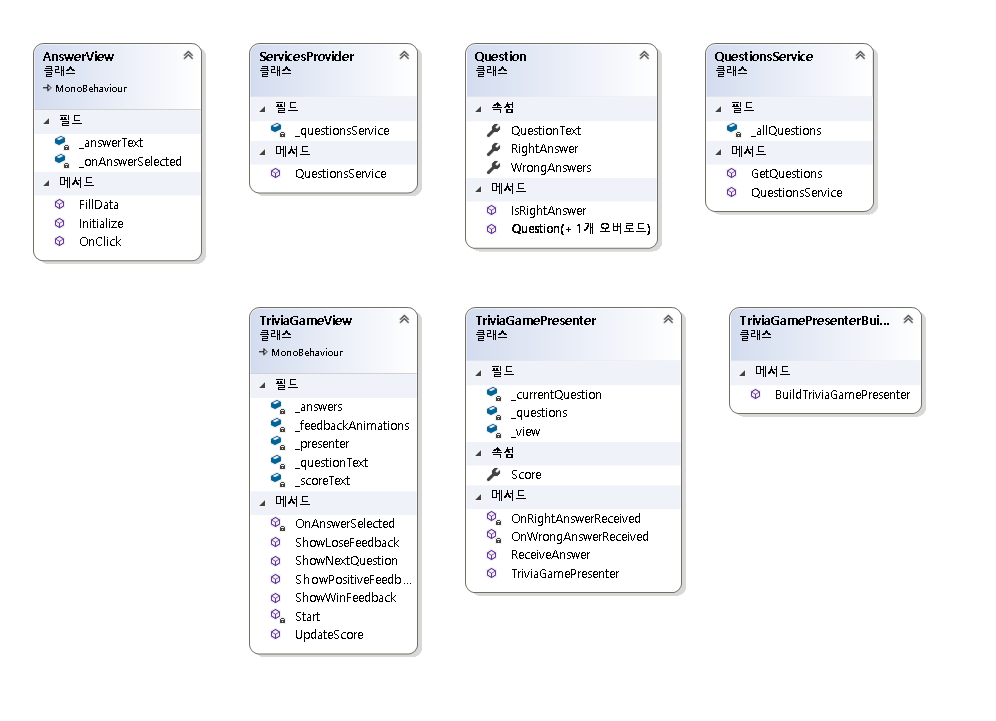 AnswerView
클래스
MonoBehaviour
필드
_answerText
_onAnswerSelected
메서드
FillData
Initialize
OnClick
ServicesProvider
클래스
필드
_questionsService
메서드
QuestionsService
Question
클래스
속성
QuestionText
RightAnswer
WrongAnswers
메서드
IsRightAnswer
Question(+ 1개 오버로드)
QuestionsService
클래스
필드
_allQuestions
메서드
GetQuestions
QuestionsService
TriviaGameView
클래스
MonoBehaviour
필드
_answers
_feedbackAnimations
_presenter
_questionText
_scoreText
메서드
OnAnswerSelected
ShowLoseFeedback
ShowNextQuestion
ShowPositiveFeedb...
ShowWinFeedback
Start
UpdateScore
TriviaGamePresenter
클래스
필드
_currentQuestion
_questions
_view
속성
Score
메서드
OnRightAnswerReceived
OnWrongAnswerReceived
ReceiveAnswer
TriviaGamePresenter
TriviaGamePresenterBui...
클래스
메서드
BuildTriviaGamePresenter